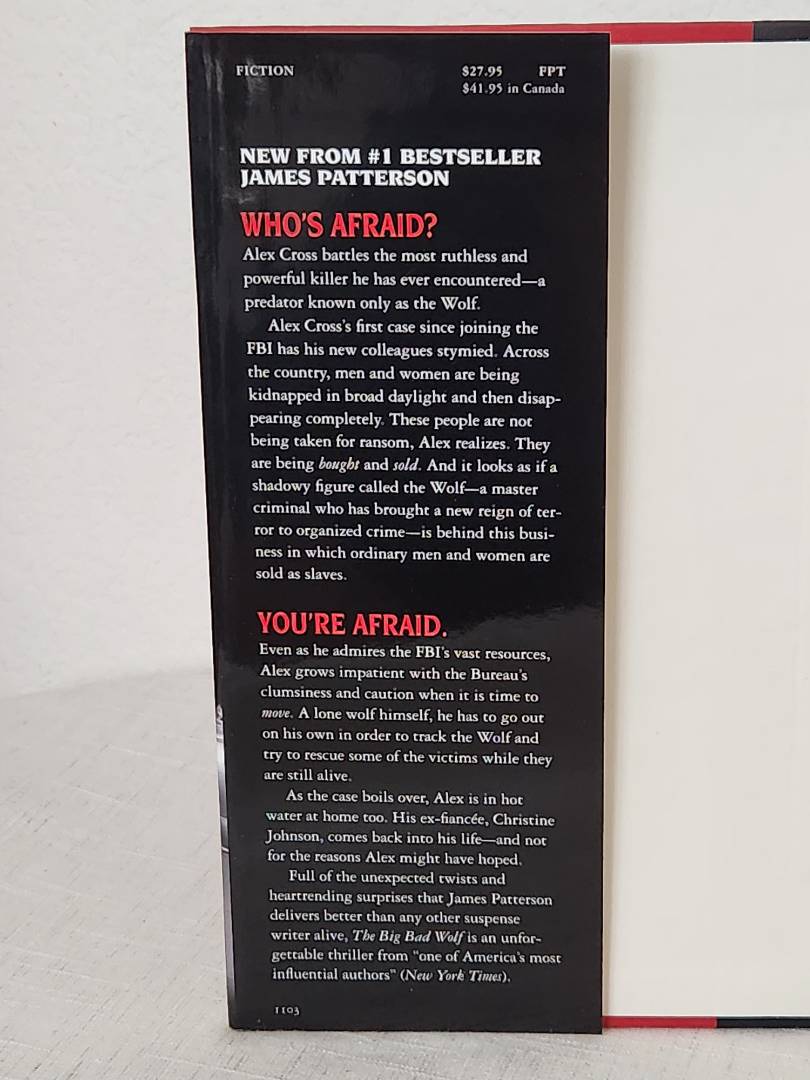 FICTION
$27.95 FPT
$41.95 in Canada
NEW FROM #1 BESTSELLER
JAMES PATTERSON
WHO'S AFRAID?
Alex Cross battles the most ruthless and
powerful killer he has ever encountered—a
predator known only as the Wolf.
Alex Cross's first case since joining the
FBI has his new colleagues stymied. Across
the country, men and women are being
kidnapped in broad daylight and then disap-
pearing completely. These people are not
being taken for ransom, Alex realizes. They
are being bought and sold. And it looks as if a
shadowy figure called the Wolf—a master
criminal who has brought a new reign of ter-
ror to organized crime—is behind this busi-
ness in which ordinary men and women are
sold as slaves.
YOU'RE AFRAID.
Even as he admires the FBI's vast resources,
Alex grows impatient with the Bureau's
clumsiness and caution when it is time to
move. A lone wolf himself, he has to go out
on his own in order to track the Wolf and
try to rescue some of the victims while they
are still alive.
As the case boils over, Alex is in hot
water at home too. His ex-fiancée, Christine
Johnson, comes back into his life—and not
for the reasons Alex might have hoped.
Full of the unexpected twists and
heartrending surprises that James Patterson
delivers better than any other suspense
writer alive, The Big Bad Wolf is an unfor-
gettable thriller from "one of America's most
influential authors" (New York Times).
1103